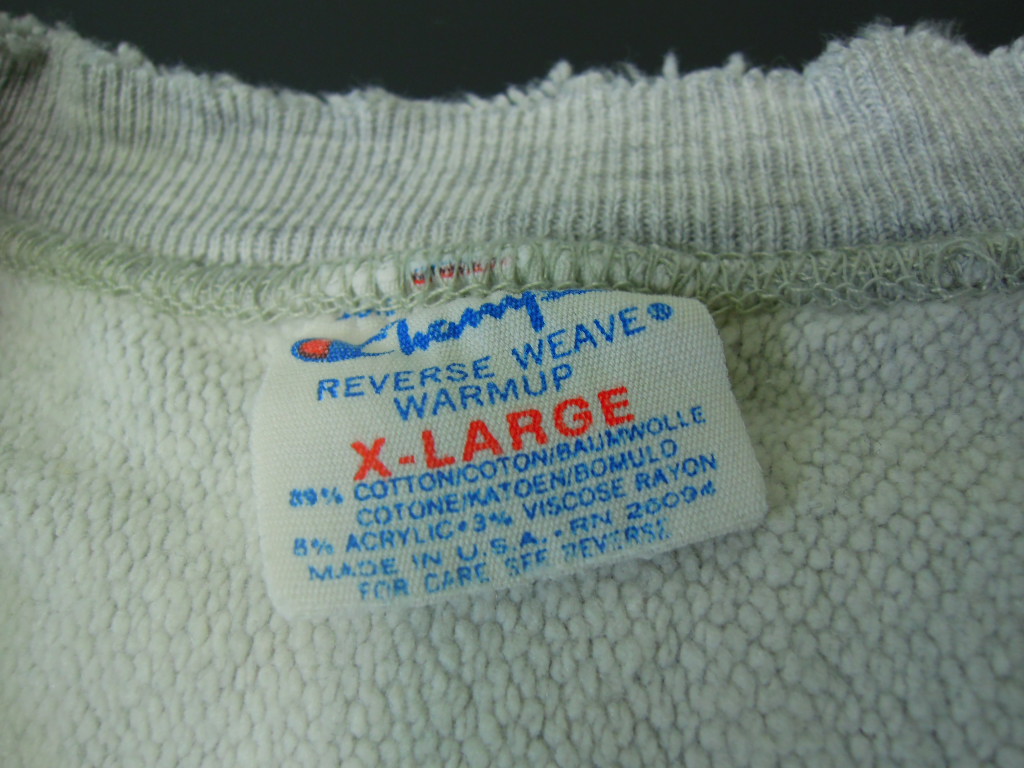 Champ
REVERSE WEAVE®
WARMUP
X-LARGE
89% COTTON/COTON/BAUMWOLLE
COTONE/KATOEN/BOMULD
8% ACRYLIC•3% VISCOSE RAYON
MADE IN U.S.A.•RN 26094
FOR CARE SEE REVERSE